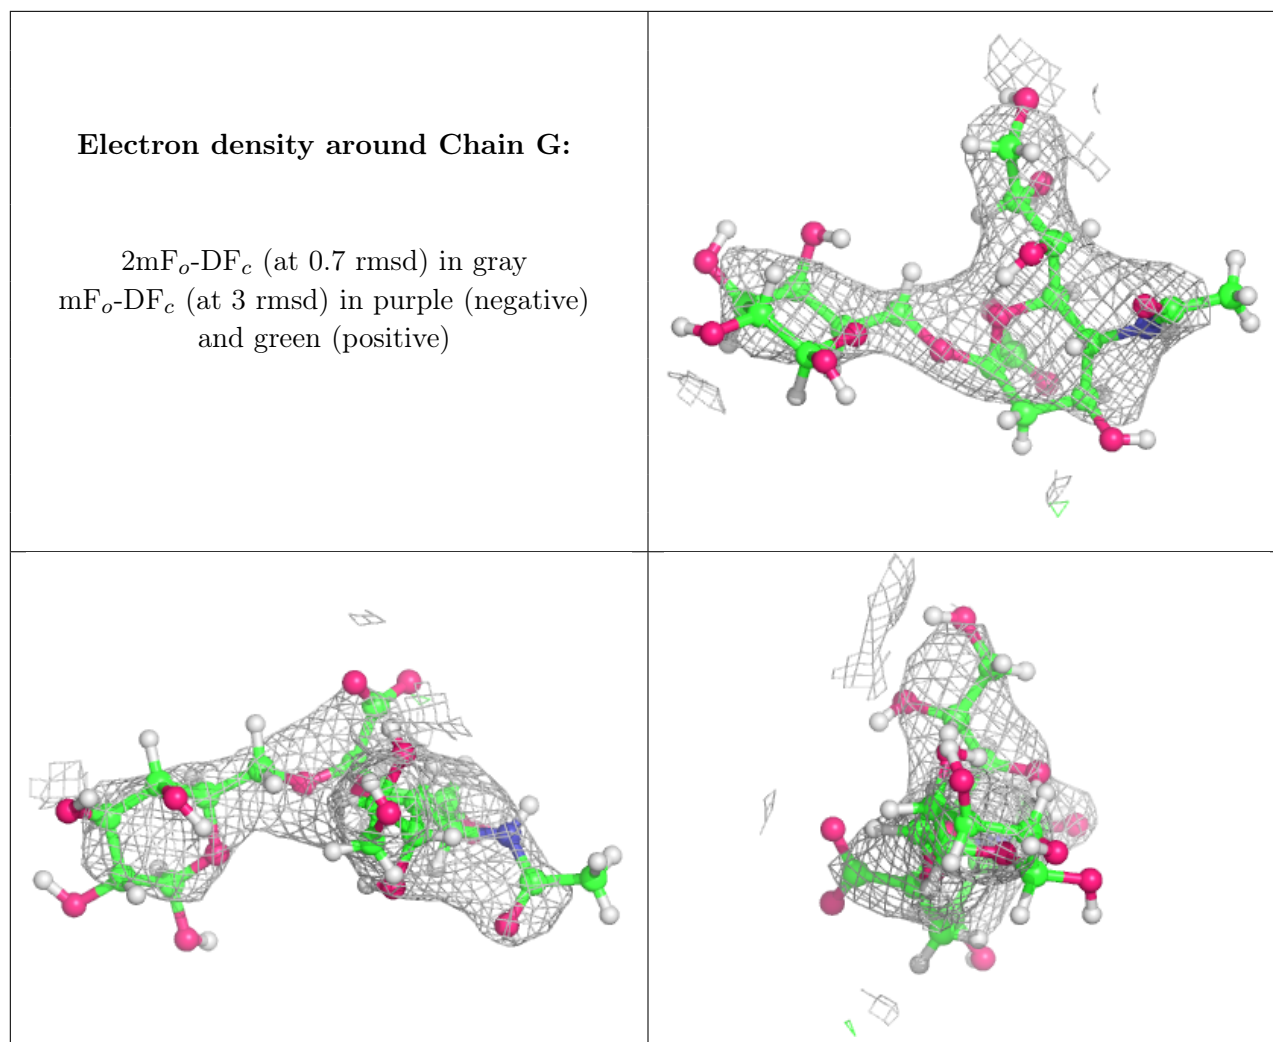 Electron density around Chain G:
2mFₒ-DF𝒸 (at 0.7 rmsd) in gray
mFₒ-DF𝒸 (at 3 rmsd) in purple (negative)
and green (positive)